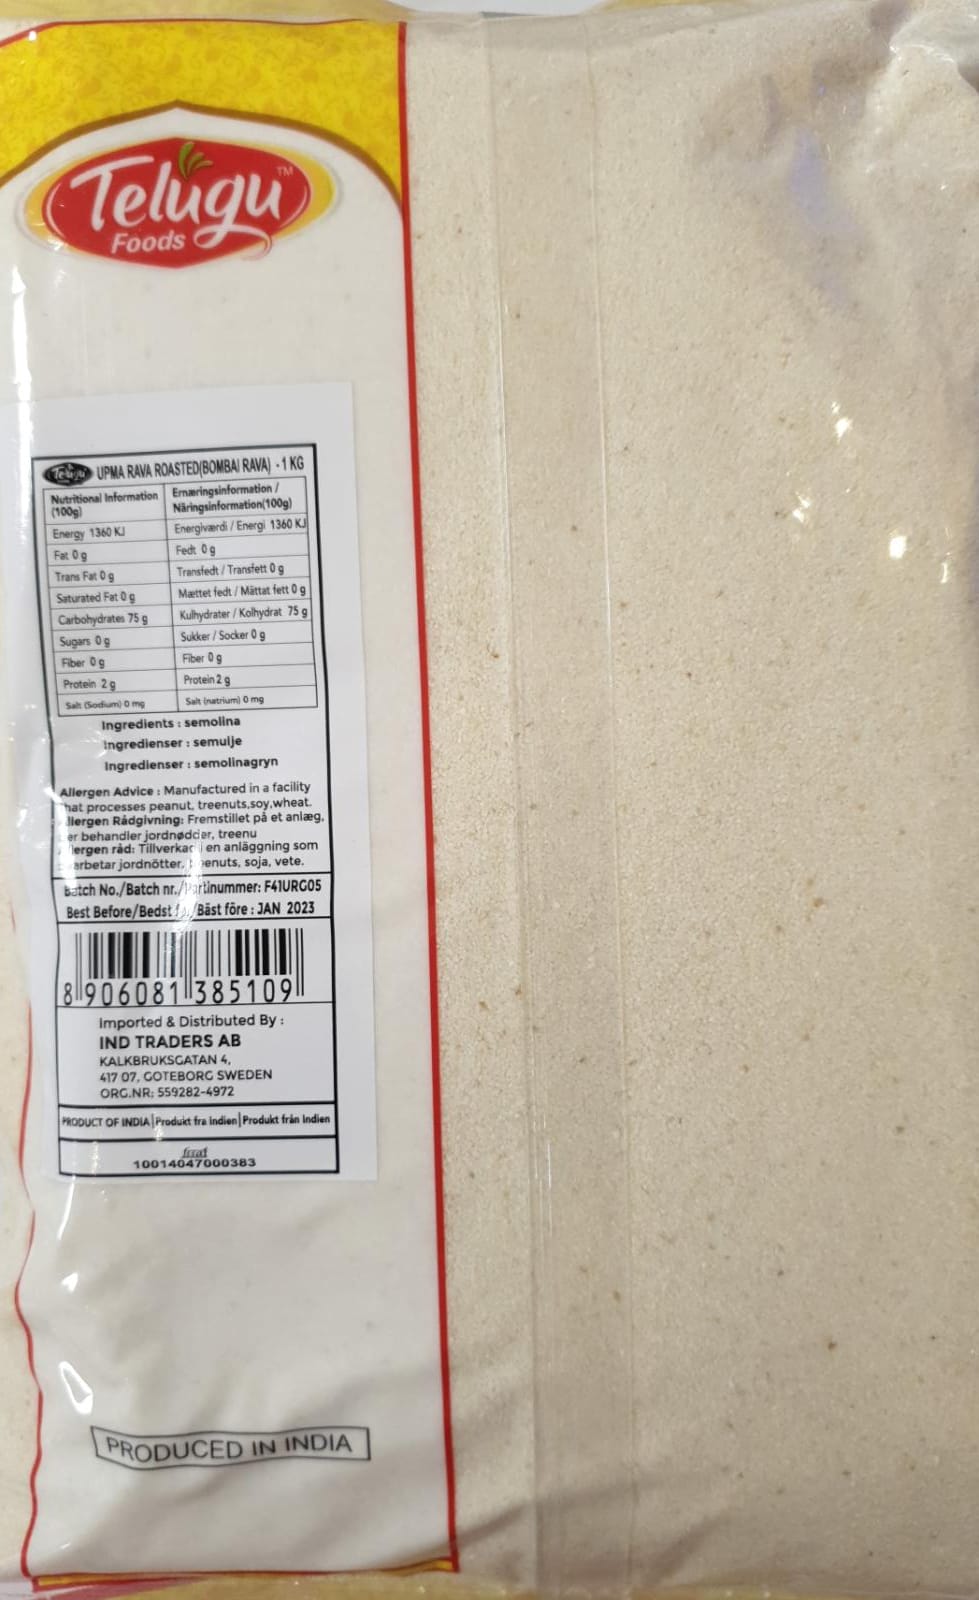 Telugu TM
Foods
Telugu UPMA RAVA ROASTED(BOMBAI RAVA) - 1 KG
Nutritional Information (100g) Ernæringsinformation / Näringsinformation(100g)
Energy 1360 KJ Energiværdi / Energi 1360 KJ
Fat 0 g Fedt 0 g
Trans Fat 0 g Transfedt / Transfett 0 g
Saturated Fat 0 g Mættet fedt / Mättat fett 0 g
Carbohydrates 75 g Kulhydrater / Kolhydrat 75 g
Sugars 0 g Sukker / Socker 0 g
Fiber 0 g Fiber 0 g
Protein 2 g Protein 2 g
Salt (Sodium) 0 mg Salt (natrium) 0 mg
Ingredients : semolina
Ingredienser : semulje
Ingredienser : semolinagryn
Allergen Advice : Manufactured in a facility
that processes peanut, treenuts,soy,wheat.
Allergen Rådgivning: Fremstillet på et anlæg,
der behandler jordnødder, treenu
Allergen råd: Tillverkad i en anläggning som
jordnötter, soja, vete.
Batch No./Batch nr./Partinummer: F41URG05
Best Before/Bedst /Bäst före : JAN 2023
8 906081 385109
Imported & Distributed By :
IND TRADERS AB
KALKBRUKSGATAN 4,
417 07, GOTEBORG SWEDEN
ORG.NR: 559282-4972
PRODUCT OF INDIA Produkt fra Indien Produkt från Indien
fssai
10014047000383
PRODUCED IN INDIA